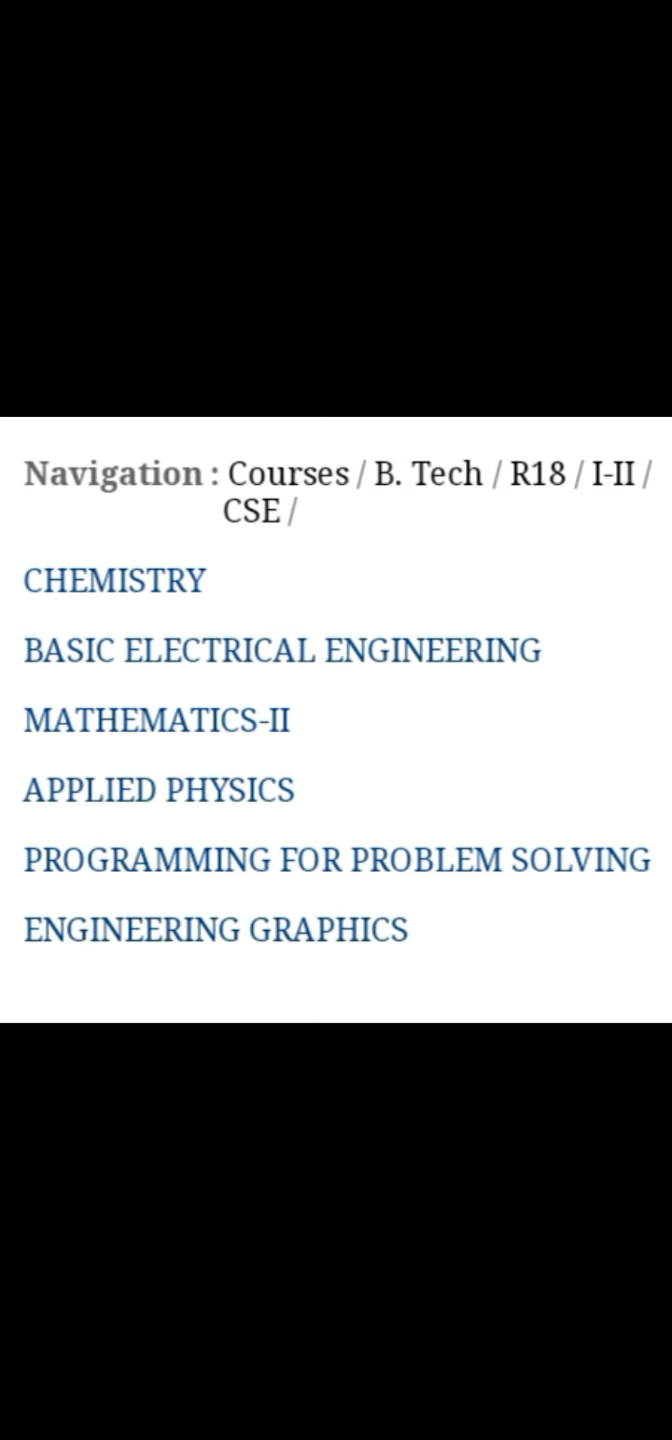 Navigation : Courses / B. Tech / R18 / I-II /
CSE /
CHEMISTRY
BASIC ELECTRICAL ENGINEERING
MATHEMATICS-II
APPLIED PHYSICS
PROGRAMMING FOR PROBLEM SOLVING
ENGINEERING GRAPHICS